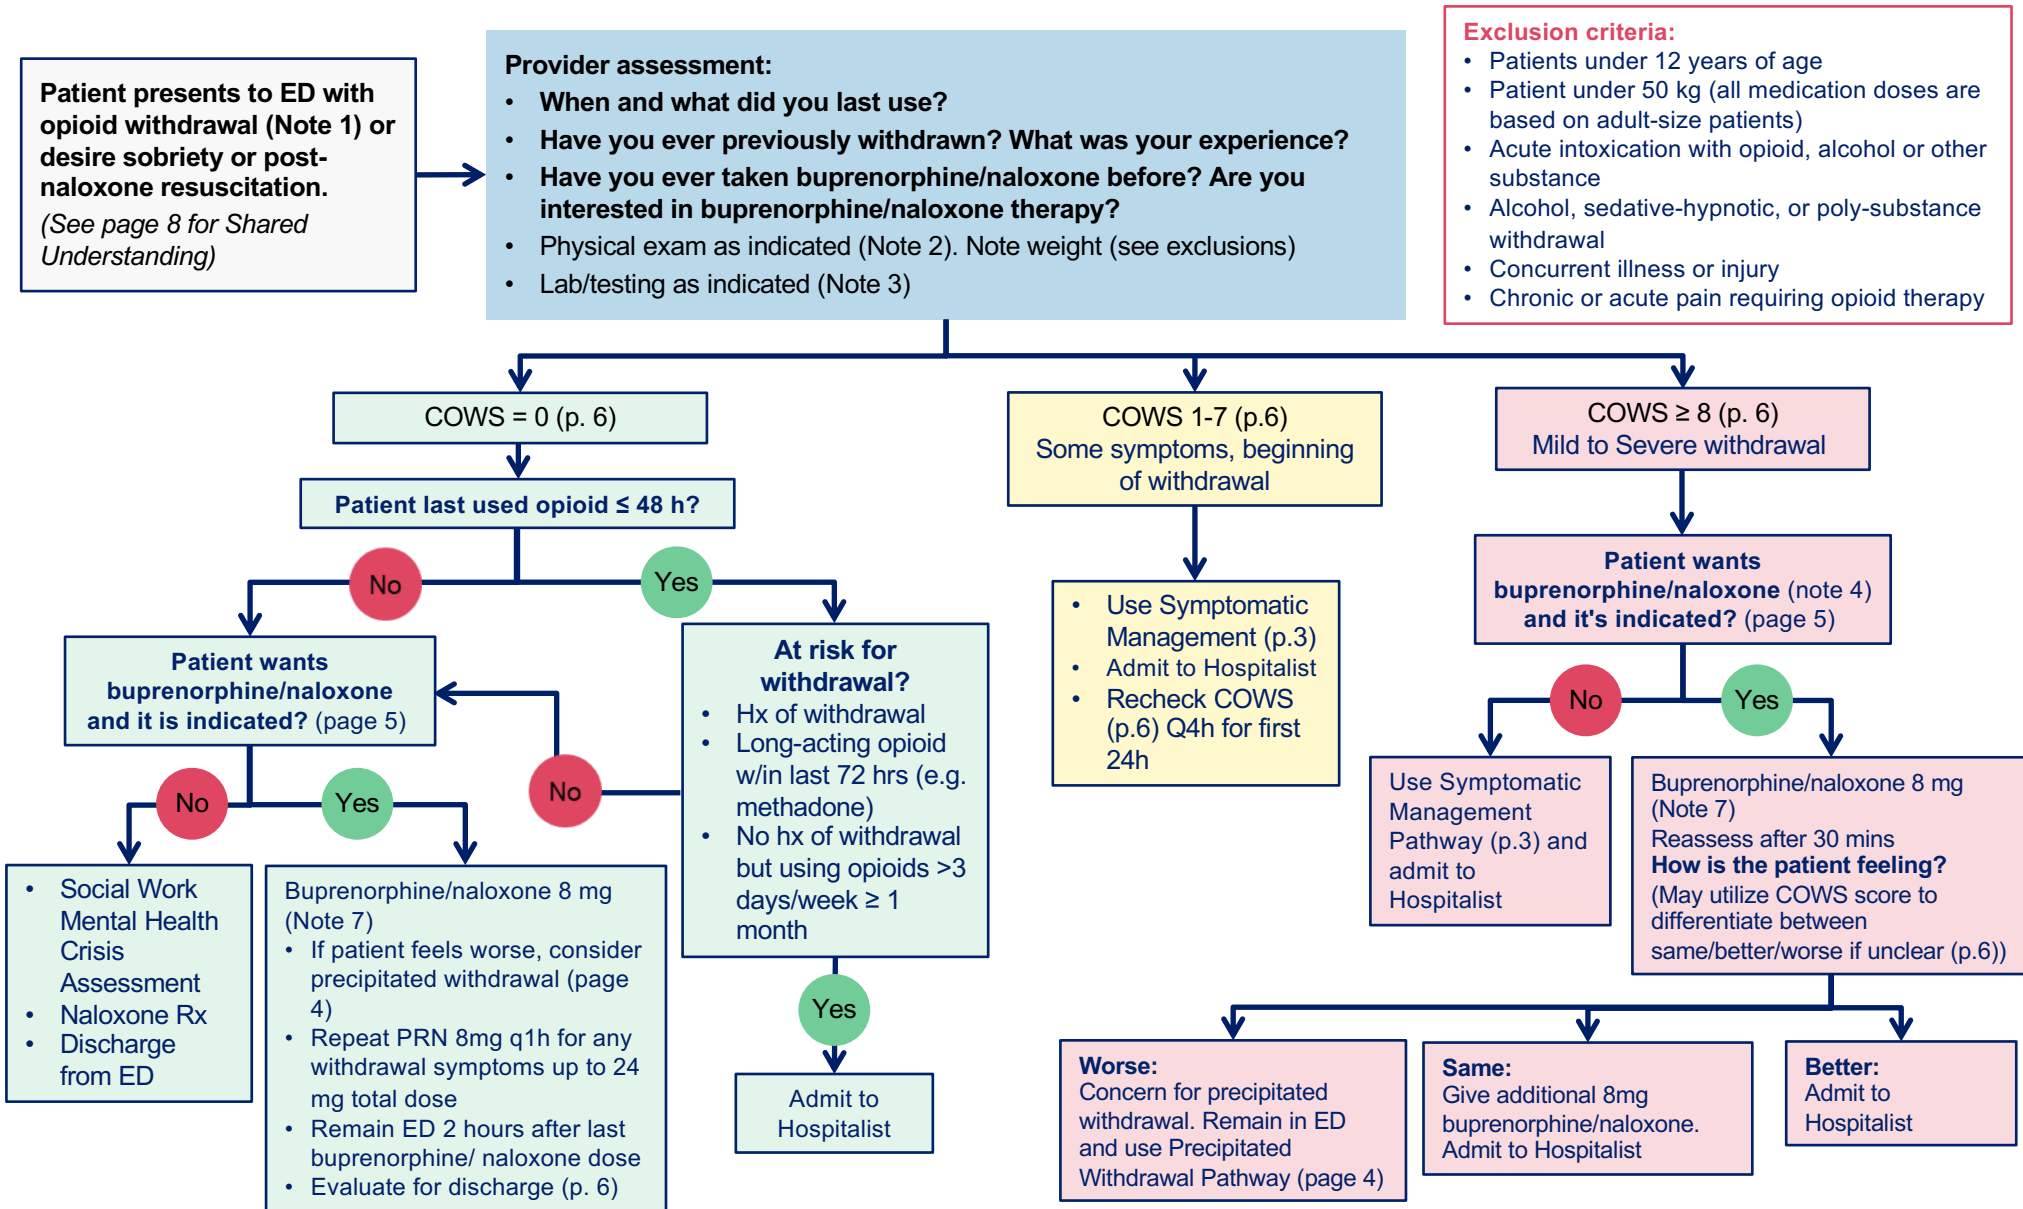 Patient presents to ED with
opioid withdrawal (Note 1) or
desire sobriety or post-
naloxone resuscitation.
(See page 8 for Shared
Understanding)
Provider assessment:
• When and what did you last use?
• Have you ever previously withdrawn? What was your experience?
• Have you ever taken buprenorphine/naloxone before? Are you
interested in buprenorphine/naloxone therapy?
• Physical exam as indicated (Note 2). Note weight (see exclusions)
• Lab/testing as indicated (Note 3)
Exclusion criteria:
• Patients under 12 years of age
• Patient under 50 kg (all medication doses are
based on adult-size patients)
• Acute intoxication with opioid, alcohol or other
substance
• Alcohol, sedative-hypnotic, or poly-substance
withdrawal
• Concurrent illness or injury
• Chronic or acute pain requiring opioid therapy
COWS = 0 (p. 6)
Patient last used opioid ≤ 48 h?
No
Yes
Patient wants
buprenorphine/naloxone
and it is indicated? (page 5)
No
Yes
• Social Work
Mental Health
Crisis
Assessment
• Naloxone Rx
• Discharge
from ED
Buprenorphine/naloxone 8 mg
(Note 7)
• If patient feels worse, consider
precipitated withdrawal (page
4)
• Repeat PRN 8mg q1h for any
withdrawal symptoms up to 24
mg total dose
• Remain ED 2 hours after last
buprenorphine/ naloxone dose
• Evaluate for discharge (p. 6)
At risk for
withdrawal?
• Hx of withdrawal
• Long-acting opioid
w/in last 72 hrs (e.g.
methadone)
• No hx of withdrawal
but using opioids >3
days/week ≥ 1
month
No
Yes
Admit to
Hospitalist
COWS 1-7 (p.6)
Some symptoms, beginning
of withdrawal
• Use Symptomatic
Management (p.3)
• Admit to Hospitalist
• Recheck COWS
(p.6) Q4h for first
24h
COWS ≥ 8 (p. 6)
Mild to Severe withdrawal
Patient wants
buprenorphine/naloxone (note 4)
and it's indicated? (page 5)
No
Yes
Use Symptomatic
Management
Pathway (p.3) and
admit to
Hospitalist
Buprenorphine/naloxone 8 mg
(Note 7)
Reassess after 30 mins
How is the patient feeling?
(May utilize COWS score to
differentiate between
same/better/worse if unclear (p.6))
Worse:
Concern for precipitated
withdrawal. Remain in ED
and use Precipitated
Withdrawal Pathway (page 4)
Same:
Give additional 8mg
buprenorphine/naloxone.
Admit to Hospitalist
Better:
Admit to
Hospitalist